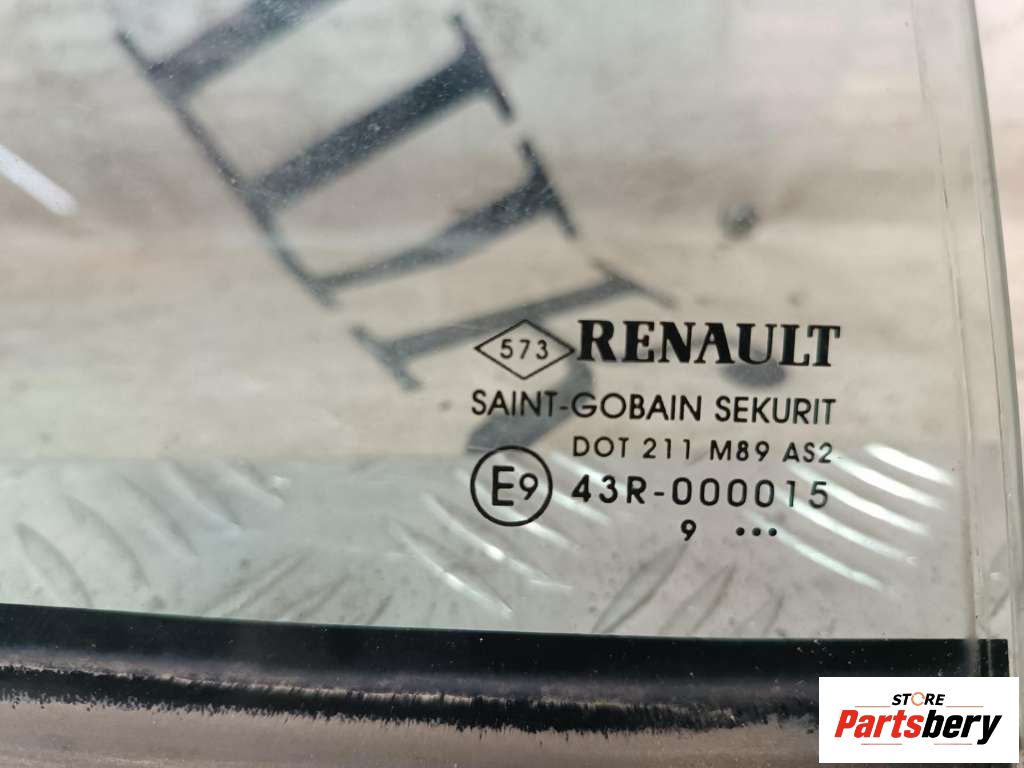 573 RENAULT
SAINT-GOBAIN SEKURIT
DOT 211 M89 AS2
E9 43R-000015
9 •••
STORE
Partsbery